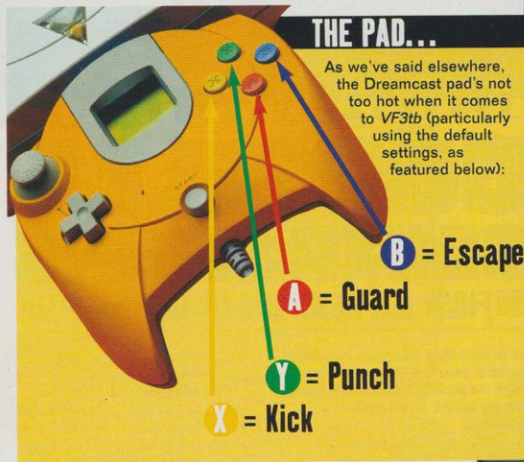 THE PAD...
As we've said elsewhere,
the Dreamcast pad's not
too hot when it comes
to VF3tb (particularly
using the default
settings, as
featured below):
START
B = Escape
A = Guard
Y = Punch
X = Kick